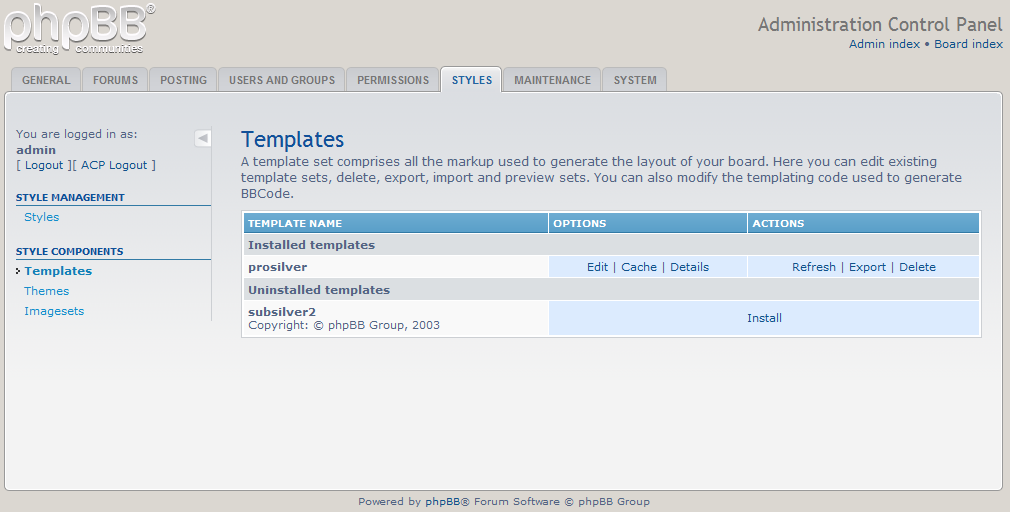 phpBB®
creating communities
Administration Control Panel
Admin index • Board index
GENERAL FORUMS POSTING USERS AND GROUPS PERMISSIONS STYLES MAINTENANCE SYSTEM
You are logged in as:
admin
[ Logout ][ ACP Logout ]
STYLE MANAGEMENT
Styles
STYLE COMPONENTS
Templates
Themes
Imagesets
Templates
A template set comprises all the markup used to generate the layout of your board. Here you can edit existing
template sets, delete, export, import and preview sets. You can also modify the templating code used to generate
BBCode.
TEMPLATE NAME OPTIONS ACTIONS
Installed templates
prosilver Edit | Cache | Details Refresh | Export | Delete
Uninstalled templates
subsilver2
Copyright: © phpBB Group, 2003
Install
Powered by phpBB® Forum Software © phpBB Group